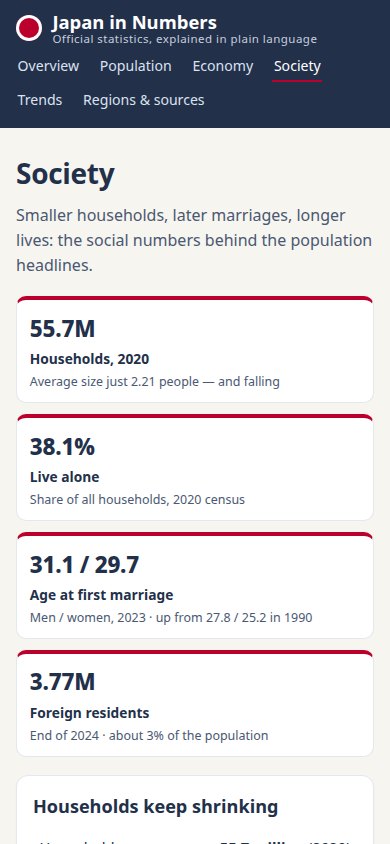 Japan in Numbers
Official statistics, explained in plain language
Overview Population Economy Society
Trends Regions & sources
Society
Smaller households, later marriages, longer
lives: the social numbers behind the population
headlines.
55.7M
Households, 2020
Average size just 2.21 people — and falling
38.1%
Live alone
Share of all households, 2020 census
31.1 / 29.7
Age at first marriage
Men / women, 2023 · up from 27.8 / 25.2 in 1990
3.77M
Foreign residents
End of 2024 · about 3% of the population
Households keep shrinking